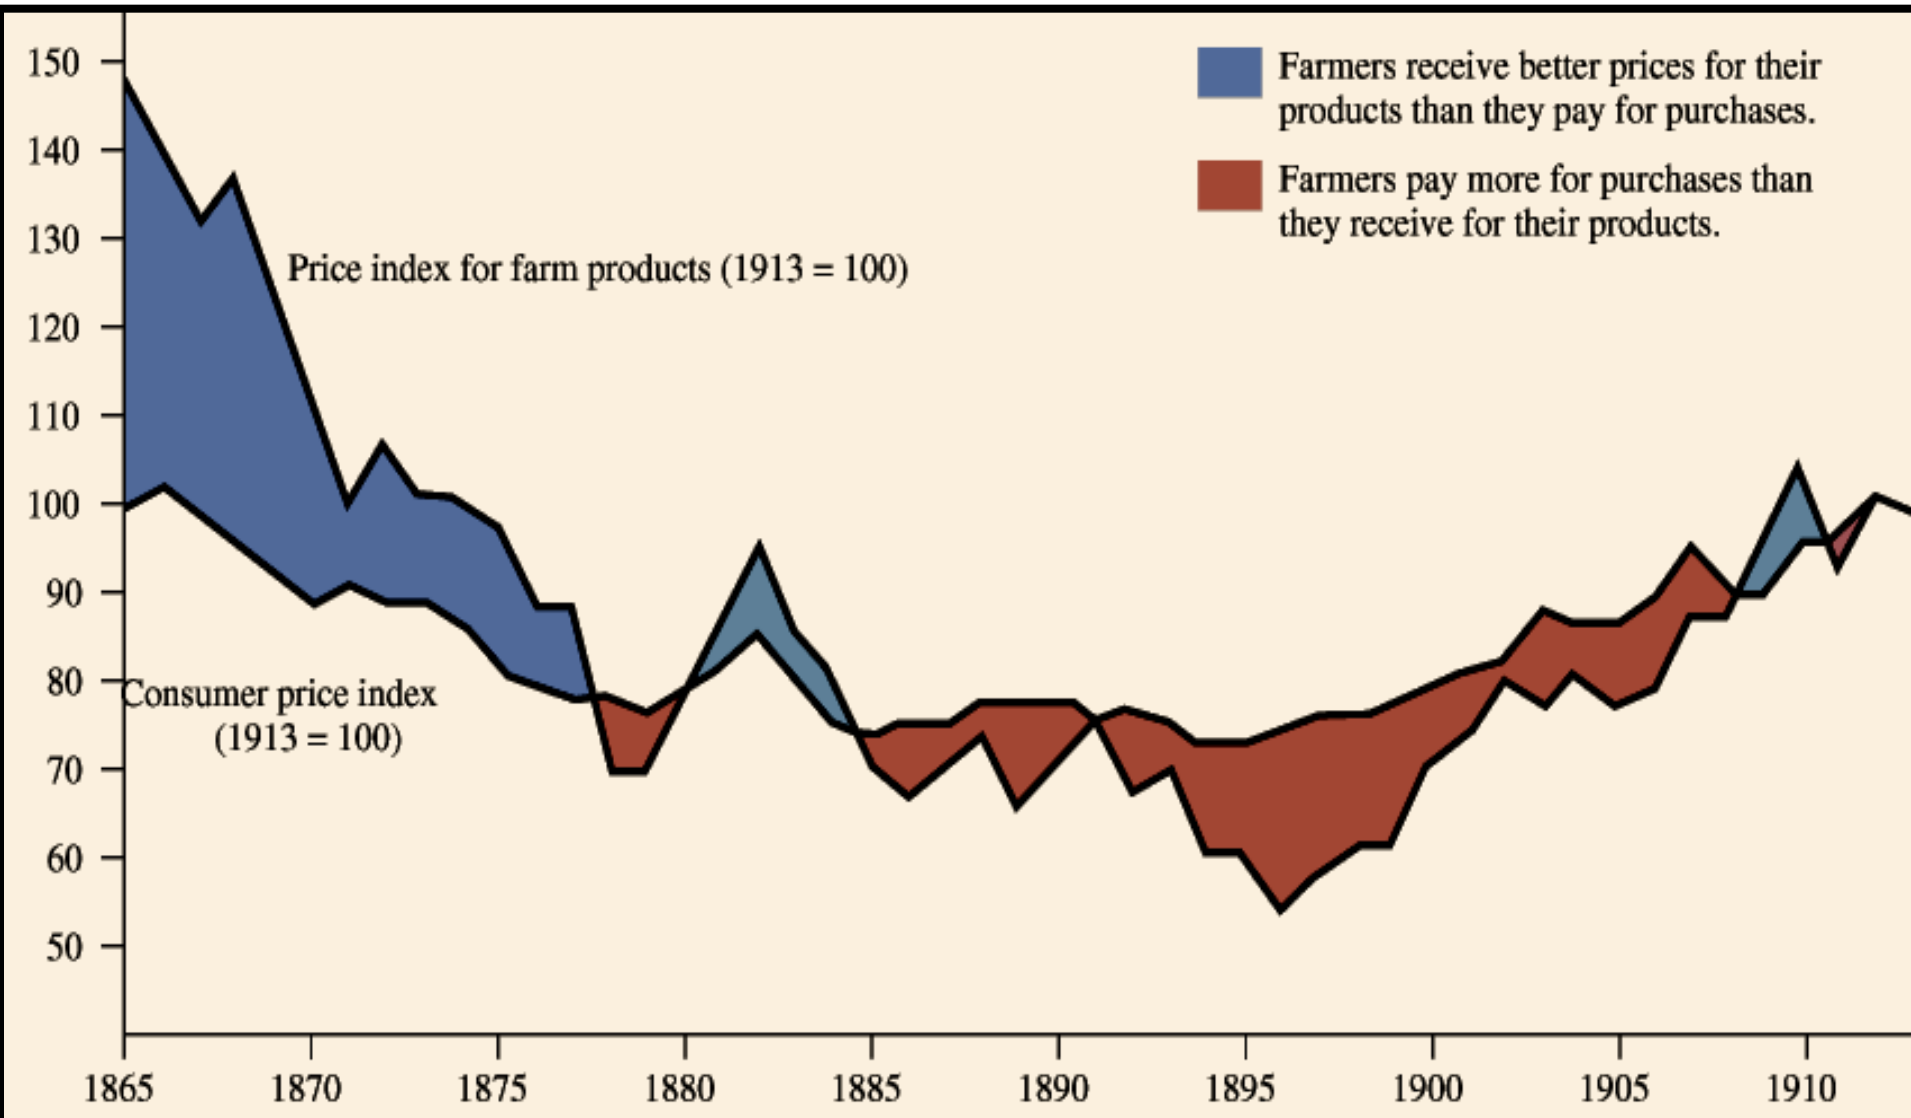 150
140
130
120
110
100
90
80
70
60
50
Farmers receive better prices for their
products than they pay for purchases.
Farmers pay more for purchases than
they receive for their products.
Price index for farm products (1913 = 100)
Consumer price index
(1913 = 100)
1865 1870 1875 1880 1885 1890 1895 1900 1905 1910